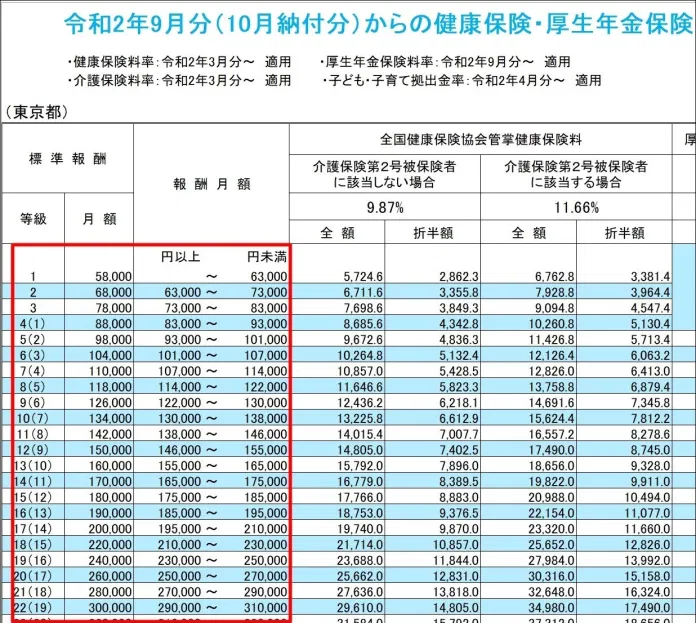 令和2年9月分(10月納付分)からの健康保険・厚生年金保険
・健康保険料率:令和2年3月分~ 適用 ・厚生年金保険料率:令和2年9月分~ 適用
・介護保険料率:令和2年3月分~ 適用 ・子ども・子育て拠出金率:令和2年4月分~ 適用
(東京都)
標準報酬 報酬月額 全国健康保険協会管掌健康保険料
介護保険第2号被保険者に該当しない場合 介護保険第2号被保険者に該当する場合
9.87% 11.66%
等級 月額 全額 折半額 全額 折半額
円以上 円未満
1 58,000 ~ 63,000 5,724.6 2,862.3 6,762.8 3,381.4
2 68,000 63,000 ~ 73,000 6,711.6 3,355.8 7,928.8 3,964.4
3 78,000 73,000 ~ 83,000 7,698.6 3,849.3 9,094.8 4,547.4
4(1) 88,000 83,000 ~ 93,000 8,685.6 4,342.8 10,260.8 5,130.4
5(2) 98,000 93,000 ~ 101,000 9,672.6 4,836.3 11,426.8 5,713.4
6(3) 104,000 101,000 ~ 107,000 10,264.8 5,132.4 12,126.4 6,063.2
7(4) 110,000 107,000 ~ 114,000 10,857.0 5,428.5 12,826.0 6,413.0
8(5) 118,000 114,000 ~ 122,000 11,646.6 5,823.3 13,758.8 6,879.4
9(6) 126,000 122,000 ~ 130,000 12,436.2 6,218.1 14,691.6 7,345.8
10(7) 134,000 130,000 ~ 138,000 13,225.8 6,612.9 15,624.4 7,812.2
11(8) 142,000 138,000 ~ 146,000 14,015.4 7,007.7 16,557.2 8,278.6
12(9) 150,000 146,000 ~ 155,000 14,805.0 7,402.5 17,490.0 8,745.0
13(10) 160,000 155,000 ~ 165,000 15,792.0 7,896.0 18,656.0 9,328.0
14(11) 170,000 165,000 ~ 175,000 16,779.0 8,389.5 19,822.0 9,911.0
15(12) 180,000 175,000 ~ 185,000 17,766.0 8,883.0 20,988.0 10,494.0
16(13) 190,000 185,000 ~ 195,000 18,753.0 9,376.5 22,154.0 11,077.0
17(14) 200,000 195,000 ~ 210,000 19,740.0 9,870.0 23,320.0 11,660.0
18(15) 220,000 210,000 ~ 230,000 21,714.0 10,857.0 25,652.0 12,826.0
19(16) 240,000 230,000 ~ 250,000 23,688.0 11,844.0 27,984.0 13,992.0
20(17) 260,000 250,000 ~ 270,000 25,662.0 12,831.0 30,316.0 15,158.0
21(18) 280,000 270,000 ~ 290,000 27,636.0 13,818.0 32,648.0 16,324.0
22(19) 300,000 290,000 ~ 310,000 29,610.0 14,805.0 34,980.0 17,490.0